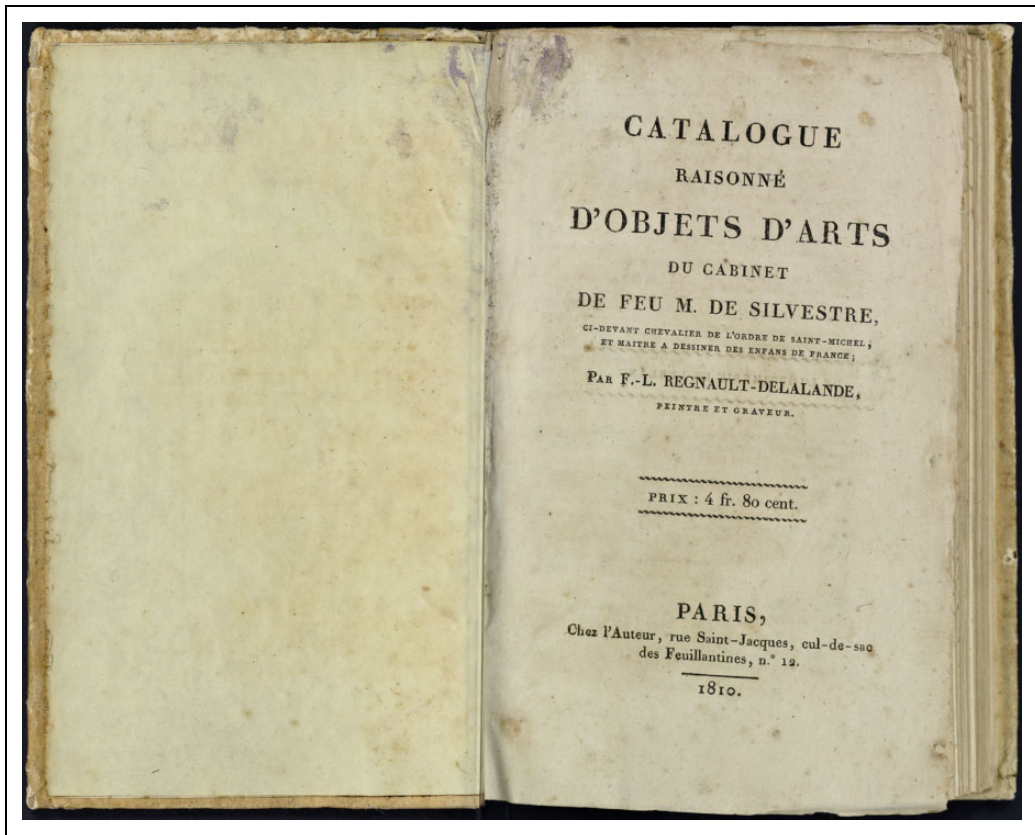 CATALOGUE
RAISONNÉ
D'OBJETS D'ARTS
DU CABINET
DE FEU M. DE SILVESTRE,
CI-DEVANT CHEVALIER DE L'ORDRE DE SAINT-MICHEL,
ET MAITRE A DESSINER DES ENFANS DE FRANCE;
PAR F.-L. REGNAULT-DELALANDE,
PEINTRE ET GRAVEUR.
PRIX : 4 fr. 80 cent.
PARIS,
Chez l'Auteur, rue Saint-Jacques, cul-de-sac
des Feuillantines, n.° 12.
1810.